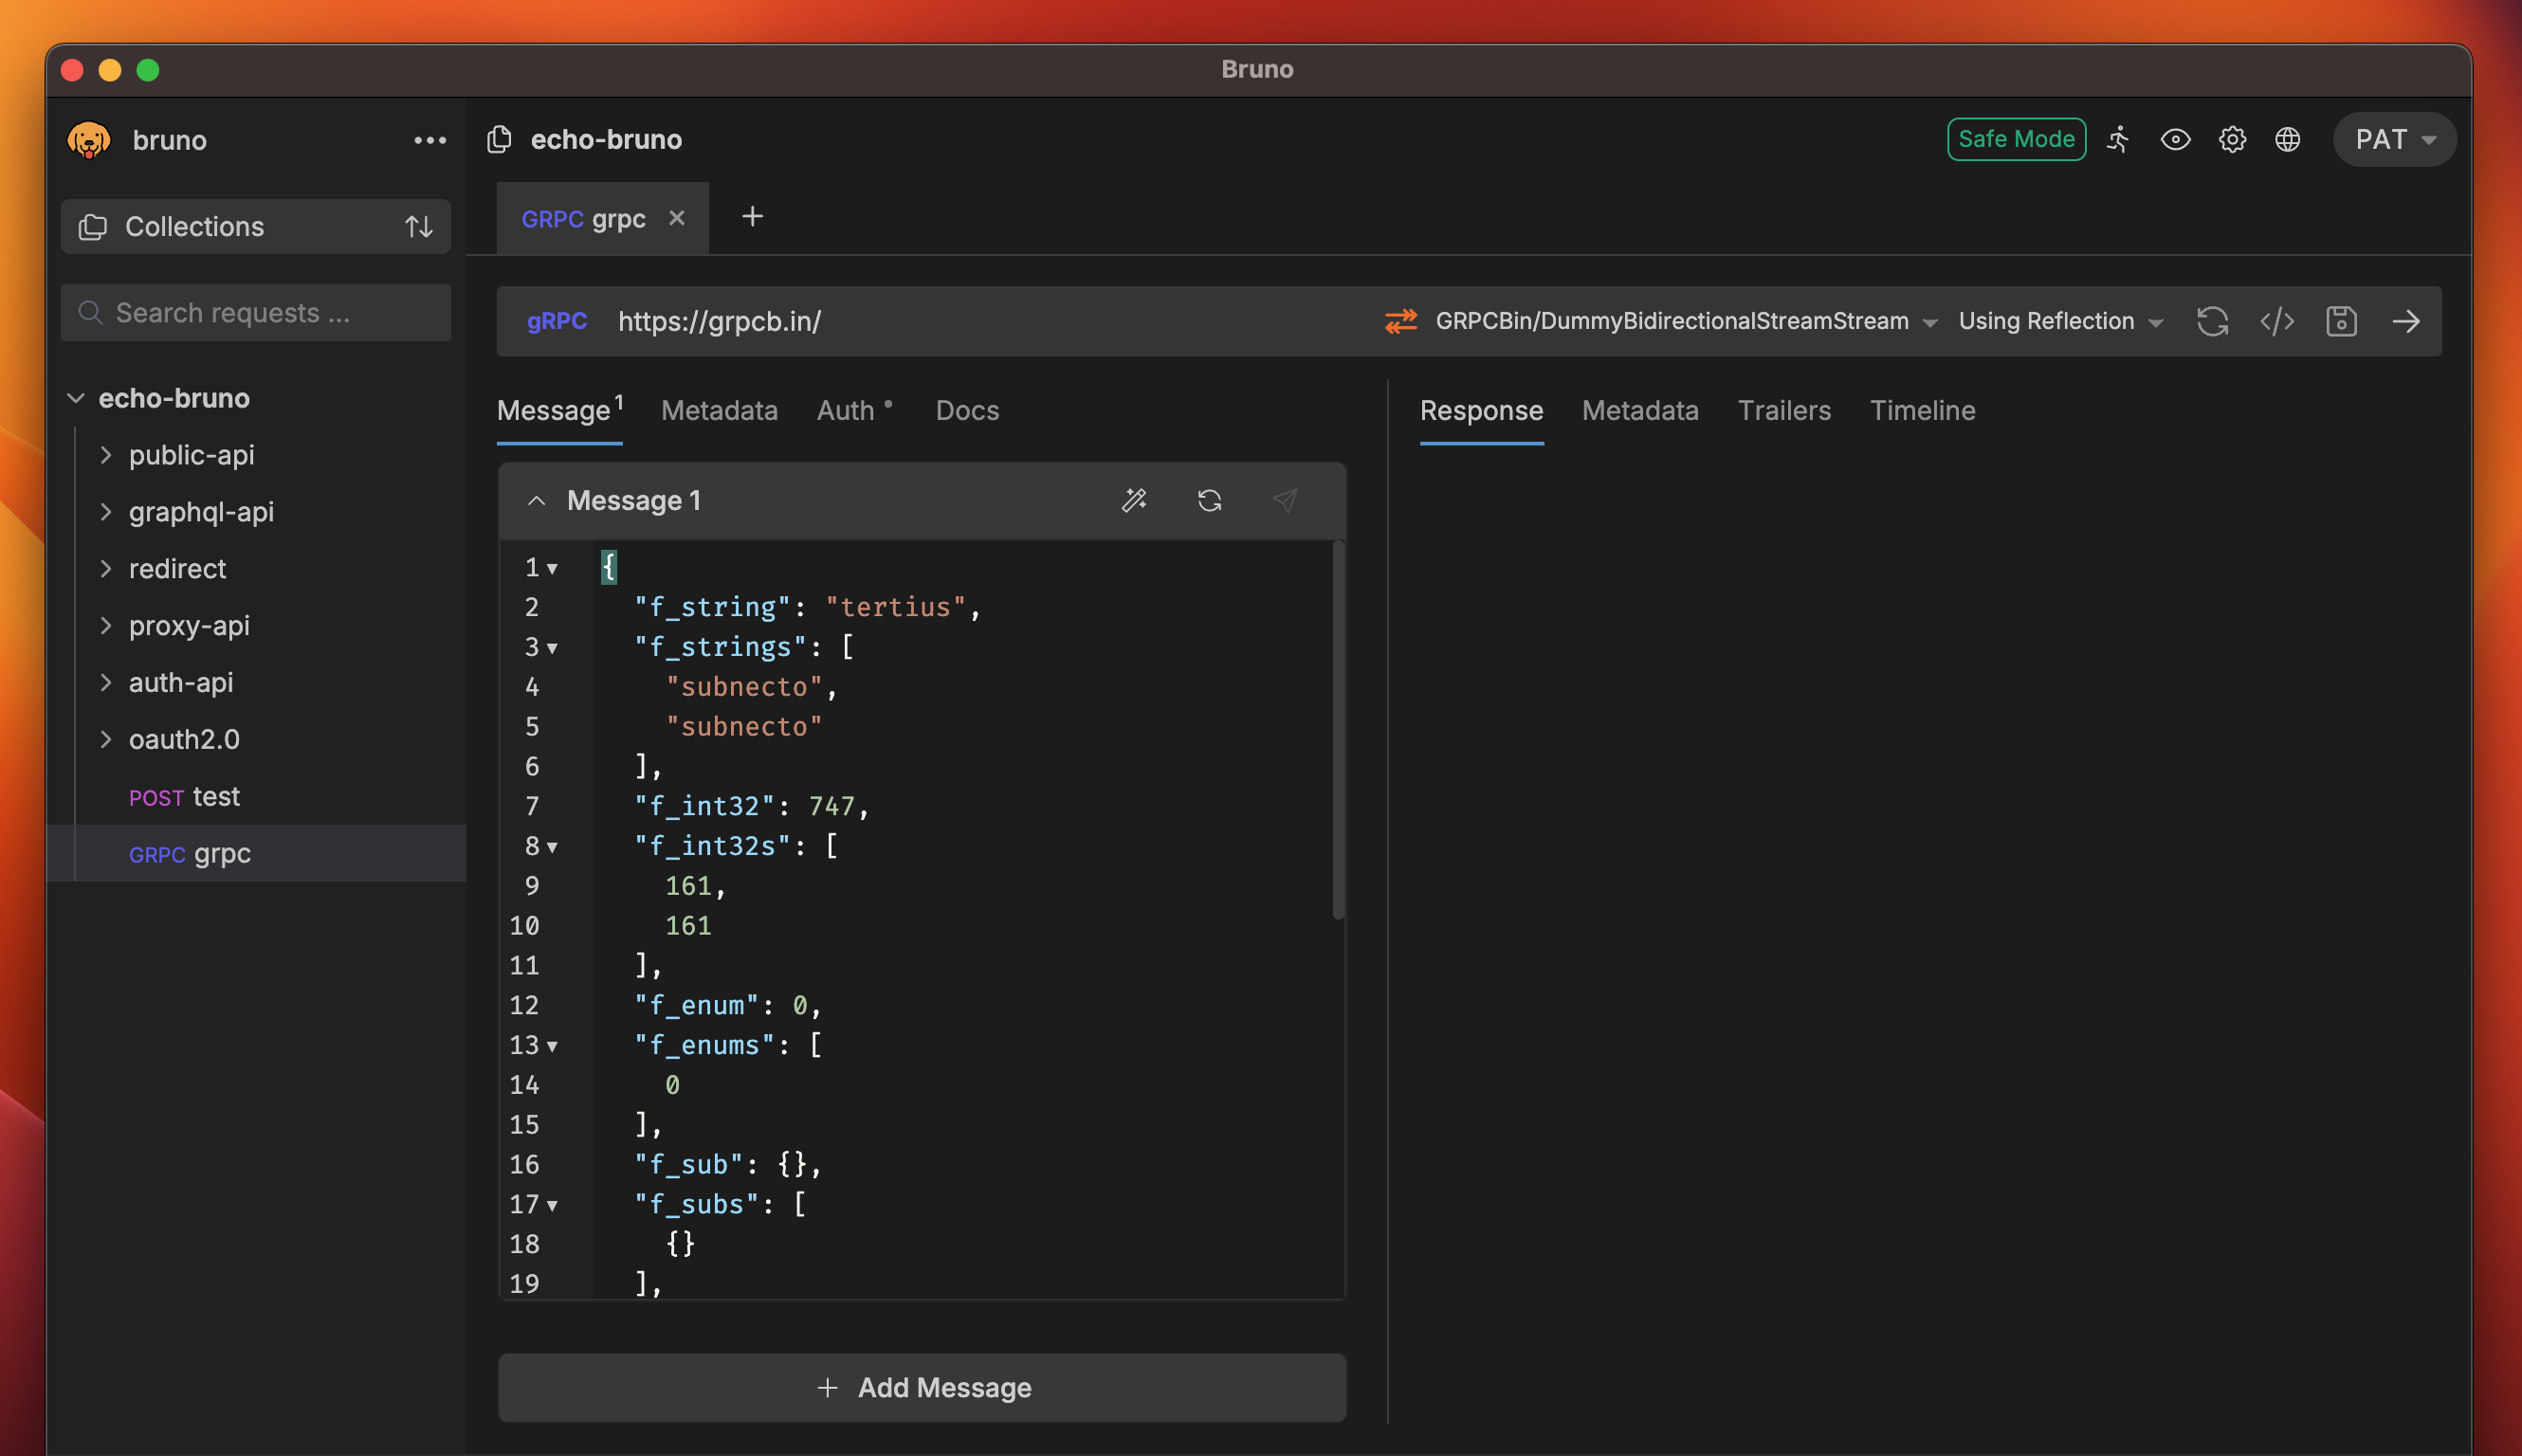 Bruno
bruno
echo-bruno
Safe Mode
PAT
Collections
GRPC grpc
Search requests ...
gRPC https://grpcb.in/ GRPCBin/DummyBidirectionalStreamStream Using Reflection
echo-bruno
public-api
graphql-api
redirect
proxy-api
auth-api
oauth2.0
POST test
GRPC grpc
Message 1 Metadata Auth Docs
Message 1
1 {
2 "f_string": "tertius",
3 "f_strings": [
4 "subnecto",
5 "subnecto"
6 ],
7 "f_int32": 747,
8 "f_int32s": [
9 161,
10 161
11 ],
12 "f_enum": 0,
13 "f_enums": [
14 0
15 ],
16 "f_sub": {},
17 "f_subs": [
18 {}
19 ],
+ Add Message
Response Metadata Trailers Timeline